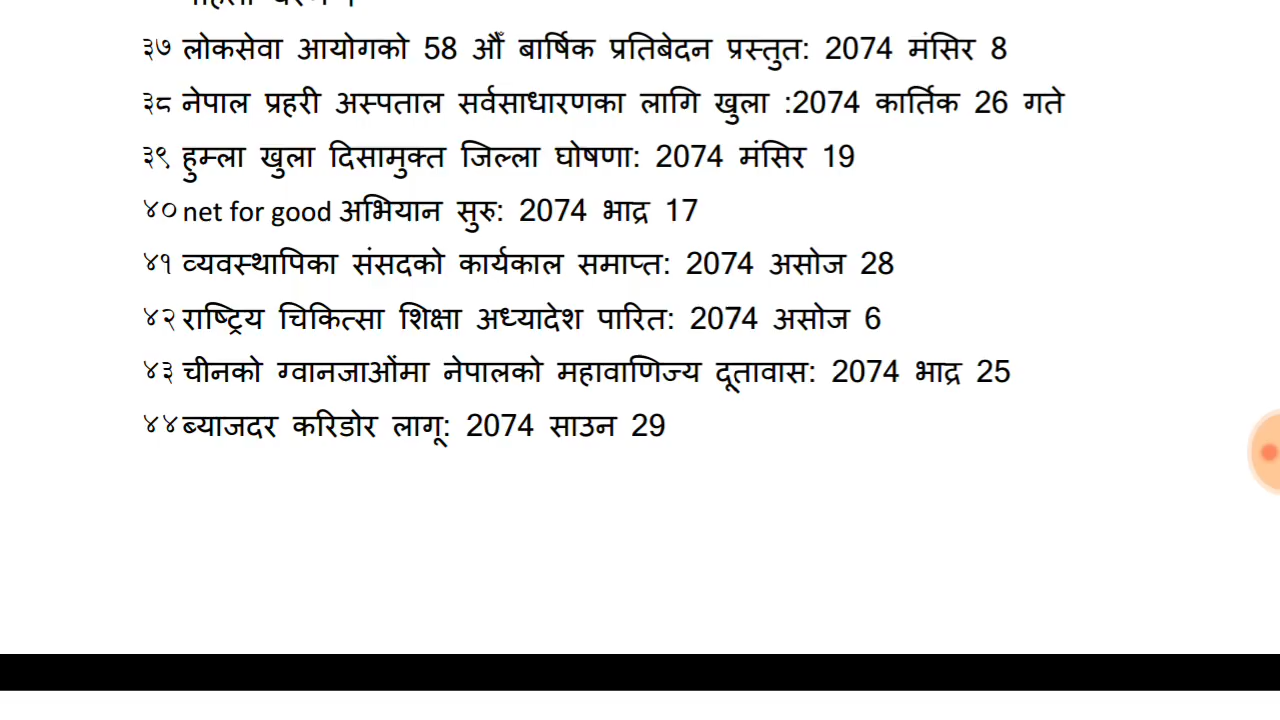 ३७ लोकसेवा आयोगको 58 औँ बार्षिक प्रतिबेदन प्रस्तुत: 2074 मंसिर 8
३८ नेपाल प्रहरी अस्पताल सर्वसाधारणका लागि खुला :2074 कार्तिक 26 गते
३९ हुम्ला खुला दिसामुक्त जिल्ला घोषणा: 2074 मंसिर 19
४० net for good अभियान सुरु: 2074 भाद्र 17
४१ व्यवस्थापिका संसदको कार्यकाल समाप्त: 2074 असोज 28
४२ राष्ट्रिय चिकित्सा शिक्षा अध्यादेश पारित: 2074 असोज 6
४३ चीनको ग्वानजाओंमा नेपालको महावाणिज्य दूतावास: 2074 भाद्र 25
४४ ब्याजदर करिडोर लागू: 2074 साउन 29